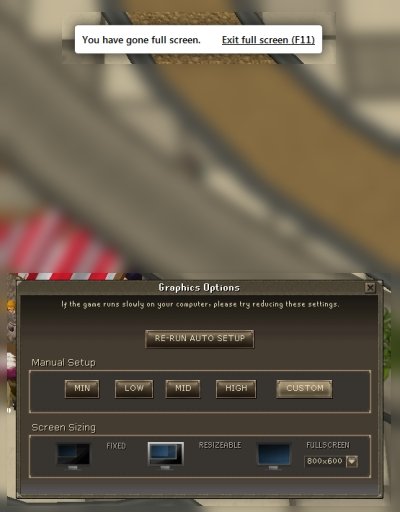 You have gone full screen. Exit full screen (F11)
Graphics Options
If the game runs slowly on your computer, please try reducing these settings.
RE-RUN AUTO SETUP
Manual Setup
MIN LOW MID HIGH CUSTOM
Screen Sizing
FIXED RESIZEABLE FULLSCREEN
800x600